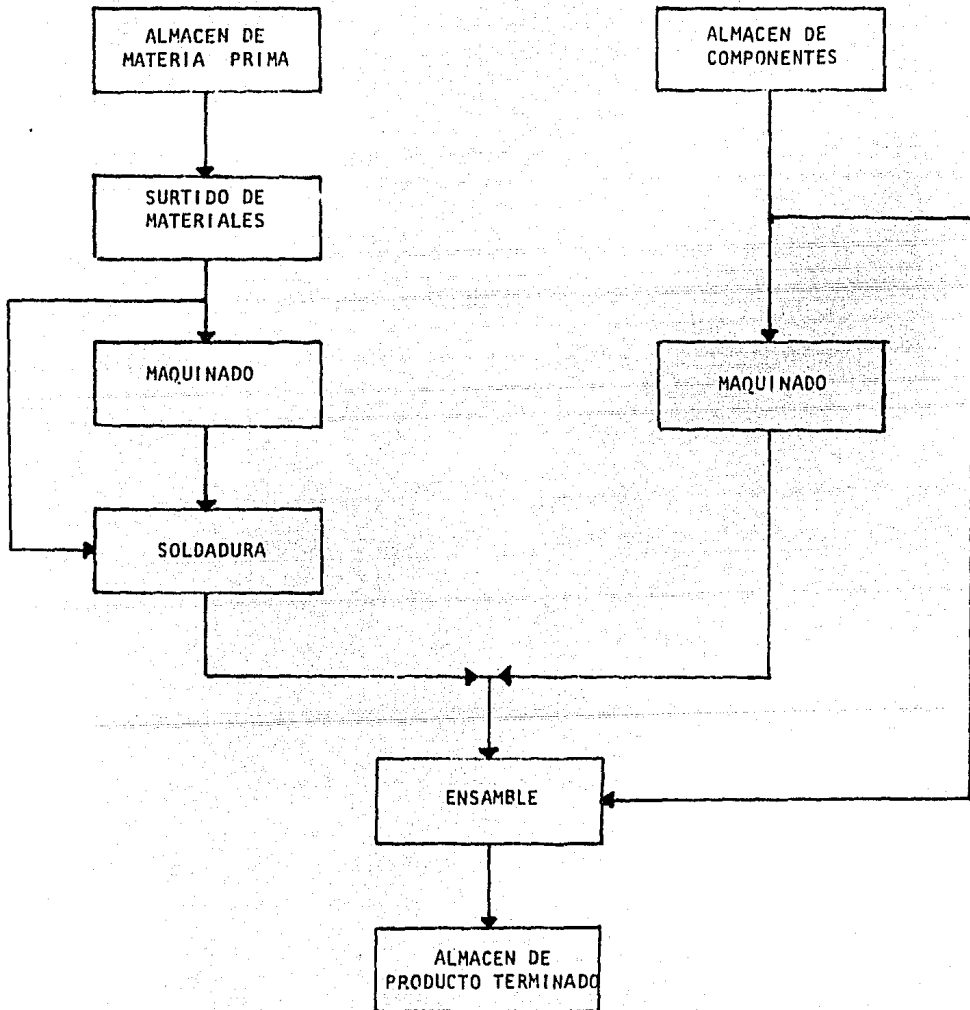 ALMACEN DE
MATERIA PRIMA
ALMACEN DE
COMPONENTES
SURTIDO DE
MATERIALES
MAQUINADO
MAQUINADO
SOLDADURA
ENSAMBLE
ALMACEN DE
PRODUCTO TERMINADO